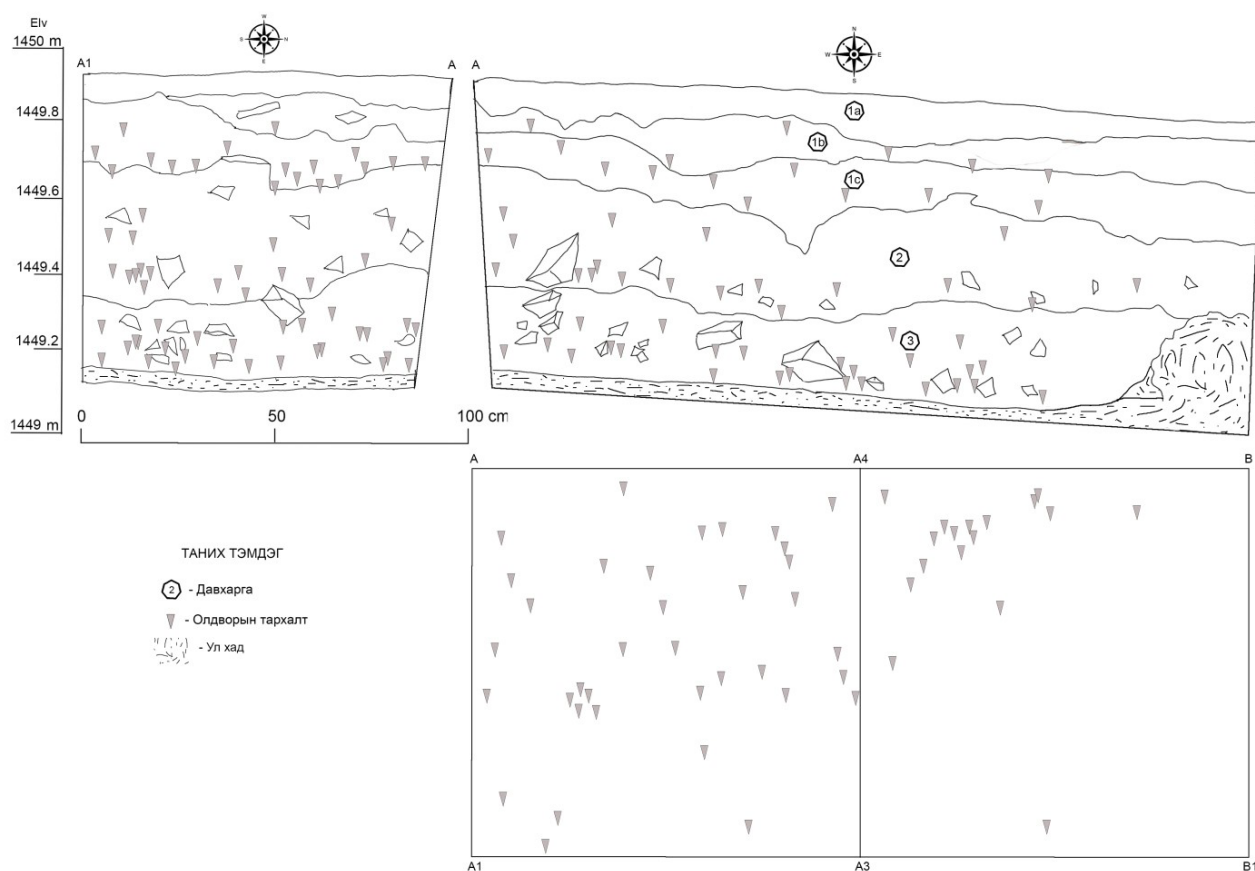 Elv
1450 m
1449.8
1449.6
1449.4
1449.2
1449 m
W
S
N
E
N
W
E
S
A1
A
A
1a
1b
1c
2
3
0
50
100 cm
A
A4
B
ТАНИХ ТЭМДЭГ
2 - Давхарга
- Олдворын тархалт
- Ул хад
A1
A3
B1